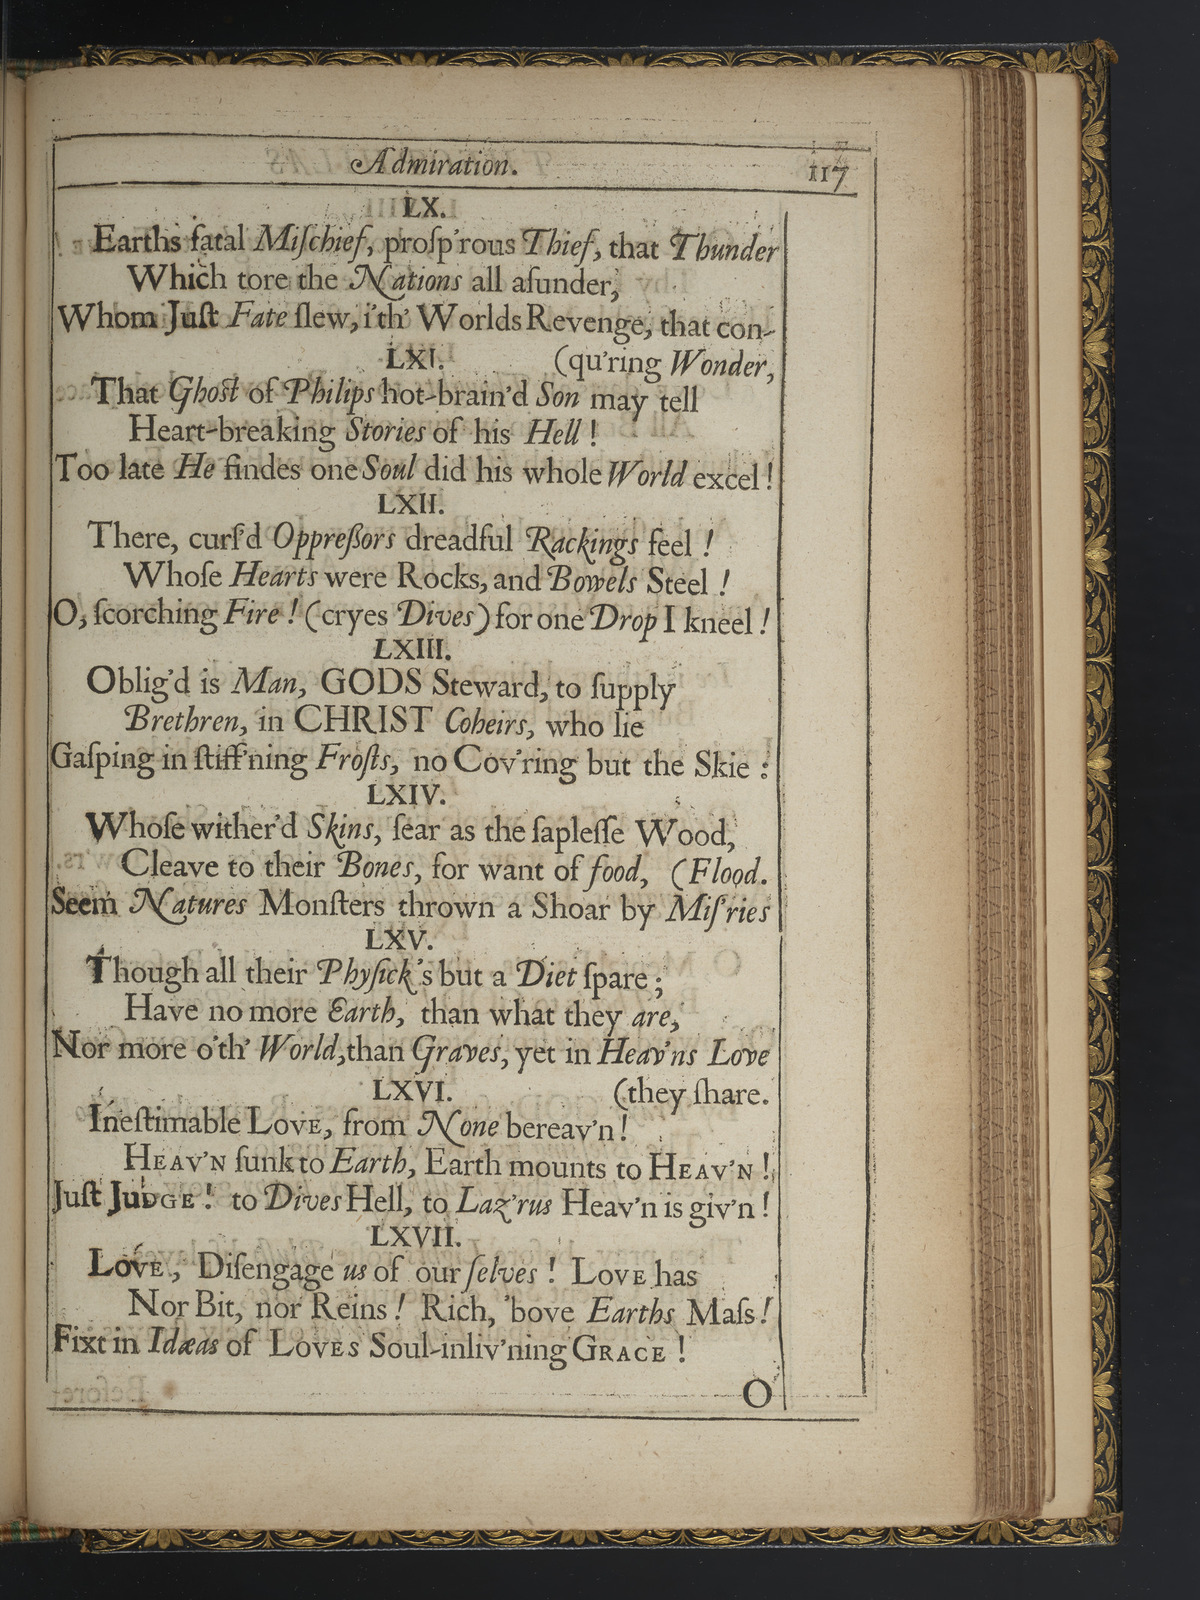 Admiration.
117
LX.
Earths fatal Miſchief, proſp'rous Thief, that Thunder
Which tore the Nations all aſunder,
Whom Juſt Fate ſlew, i'th' Worlds Revenge, that con-
(qu'ring Wonder,
LXI.
That Ghoſt of Philips hot-brain'd Son may tell
Heart-breaking Stories of his Hell !
Too late He findes one Soul did his whole World excel !
LXII.
There, curſ'd Oppreßors dreadful Rackings feel !
Whoſe Hearts were Rocks, and Bowels Steel !
O, ſcorching Fire ! (cryes Dives) for one Drop I kneel !
LXIII.
Oblig'd is Man, GODS Steward, to ſupply
Brethren, in CHRIST Coheirs, who lie
Gaſping in ſtiff'ning Froſts, no Cov'ring but the Skie :
LXIV.
Whoſe wither'd Skins, ſear as the ſapleſſe Wood,
Cleave to their Bones, for want of food, (Flood.
Seem Natures Monſters thrown a Shoar by Miſ'ries
LXV.
Though all their Phyſick's but a Diet ſpare ;
Have no more Earth, than what they are,
Nor more o'th' World, than Graves, yet in Heav'ns Love
(they ſhare.
LXVI.
Ineſtimable LOVE, from None bereav'n !
HEAV'N ſunk to Earth, Earth mounts to HEAV'N !
Juſt JUDGE ! to Dives Hell, to Laz'rus Heav'n is giv'n !
LXVII.
LOVE, Diſengage us of our ſelves ! LOVE has
Nor Bit, nor Reins ! Rich, 'bove Earths Maſs !
Fixt in Idæas of LOVES Soul-inliv'ning GRACE !
O